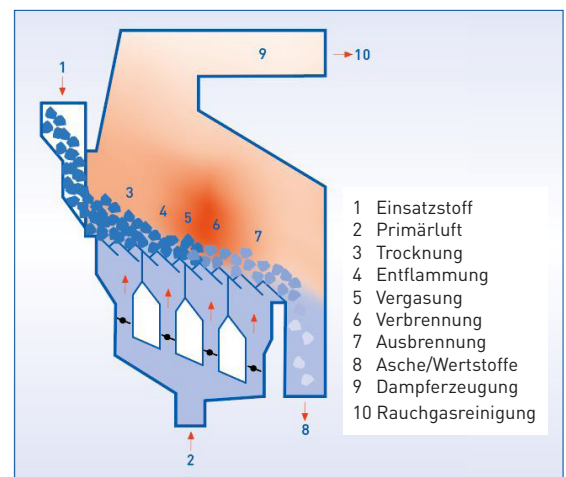 9
10
1
3
4
5
6
7
1 Einsatzstoff
2 Primärluft
3 Trocknung
4 Entflammung
5 Vergasung
6 Verbrennung
7 Ausbrennung
8 Asche/Wertstoffe
9 Dampferzeugung
10 Rauchgasreinigung
8
2